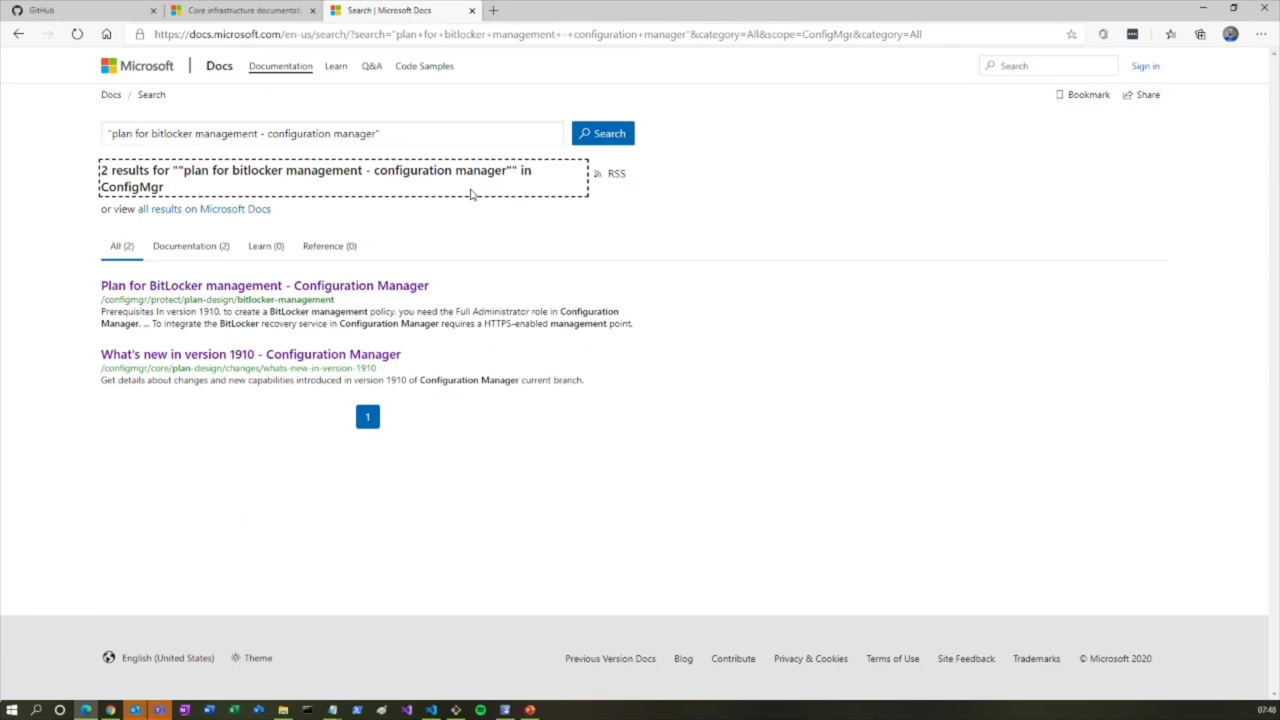 GitHub
Core infrastructure documentat
Search | Microsoft Docs
https://docs.microsoft.com/en-us/search/?search="plan+for+bitlocker+management+-+configuration+manager"&category=All&scope=ConfigMgr&category=All
Microsoft
Docs
Documentation
Learn
Q&A
Code Samples
Search
Sign in
Docs / Search
Bookmark
Share
"plan for bitlocker management - configuration manager"
Search
2 results for ""plan for bitlocker management - configuration manager"" in
ConfigMgr
RSS
or view all results on Microsoft Docs
All (2)
Documentation (2)
Learn (0)
Reference (0)
Plan for BitLocker management - Configuration Manager
/configmgr/protect/plan-design/bitlocker-management
Prerequisites In version 1910, to create a BitLocker management policy, you need the Full Administrator role in Configuration
Manager. ... To integrate the BitLocker recovery service in Configuration Manager requires a HTTPS-enabled management point.
What's new in version 1910 - Configuration Manager
/configmgr/core/plan-design/changes/whats-new-in-version-1910
Get details about changes and new capabilities introduced in version 1910 of Configuration Manager current branch.
1
English (United States)
Theme
Previous Version Docs
Blog
Contribute
Privacy & Cookies
Terms of Use
Site Feedback
Trademarks
© Microsoft 2020
07:48